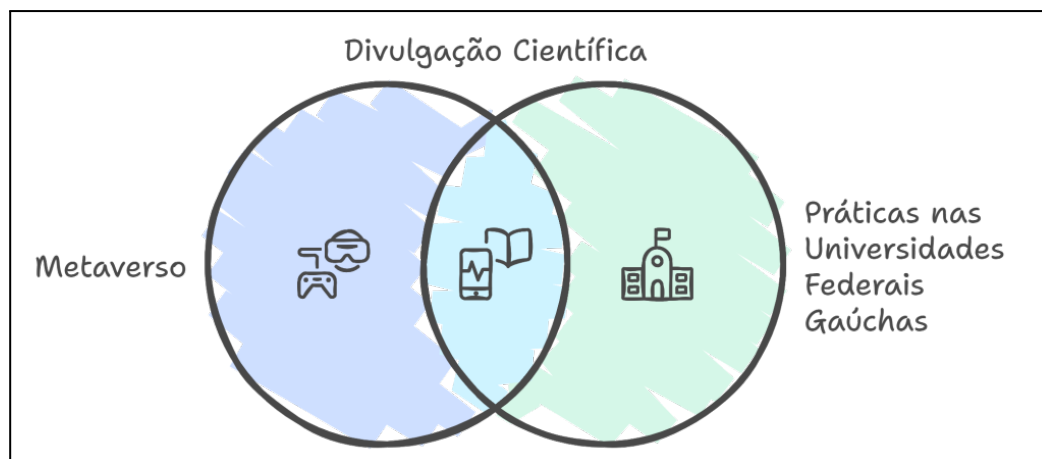 Divulgação Científica
Metaverso
Práticas nas
Universidades
Federais
Gaúchas